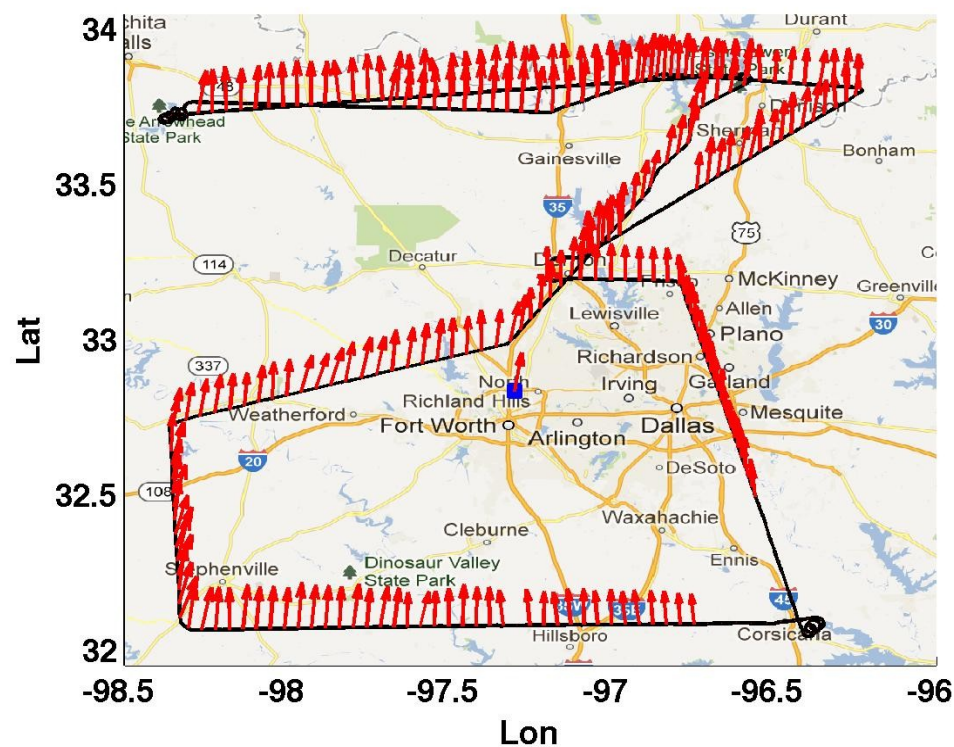 34
33.5
33
32.5
32
Lat
-98.5
-98
-97.5
-97
-96.5
-96
Lon
Durant
State Park
Sherman
Bonham
Gainesville
35
75
Decatur
114
McKinney
Greenville
Allen
30
Lewisville
Plano
337
Richardson
Garland
North
Richland Hills
Irving
Weatherford
Mesquite
Fort Worth
Arlington
Dallas
20
DeSoto
108
Waxahachie
Cleburne
Ennis
Dinosaur Valley
State Park
Stephenville
45
35W
35E
Hillsboro
Corsicana